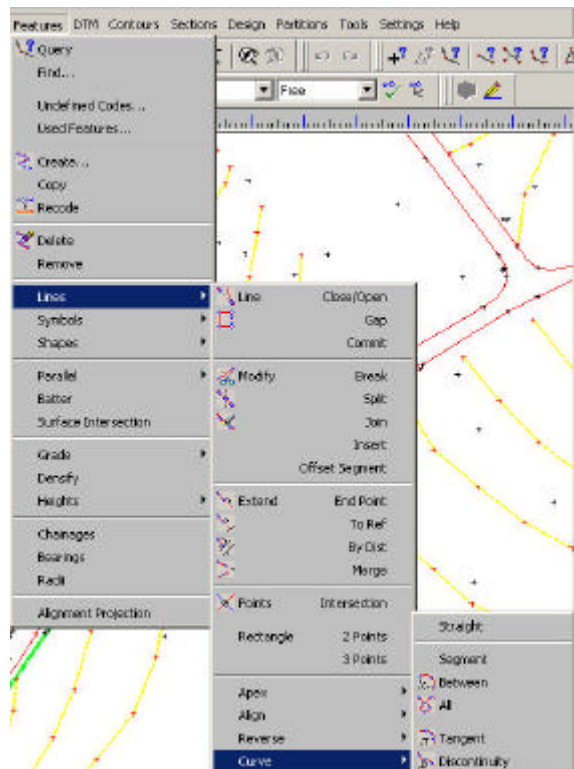 Features DTM Contours Sections Design Partitions Tools Settings Help
Query
Find...
Free
Undefined Codes...
Used Features...
Create...
Copy
Recode
Delete
Remove
Lines
Symbols
Shapes
Parallel
Batter
Surface Intersection
Grade
Densify
Heights
Chainages
Bearings
Radii
Alignment Projection
Line Close/Open
Gap
Commit
Modify Break
Split
Join
Insert
Offset Segment
Extend End Point
To Ref
By Dist
Merge
Points Intersection
Rectangle 2 Points
3 Points
Apex
Align
Reverse
Curve
Straight
Segment
Between
All
Tangent
Discontinuity